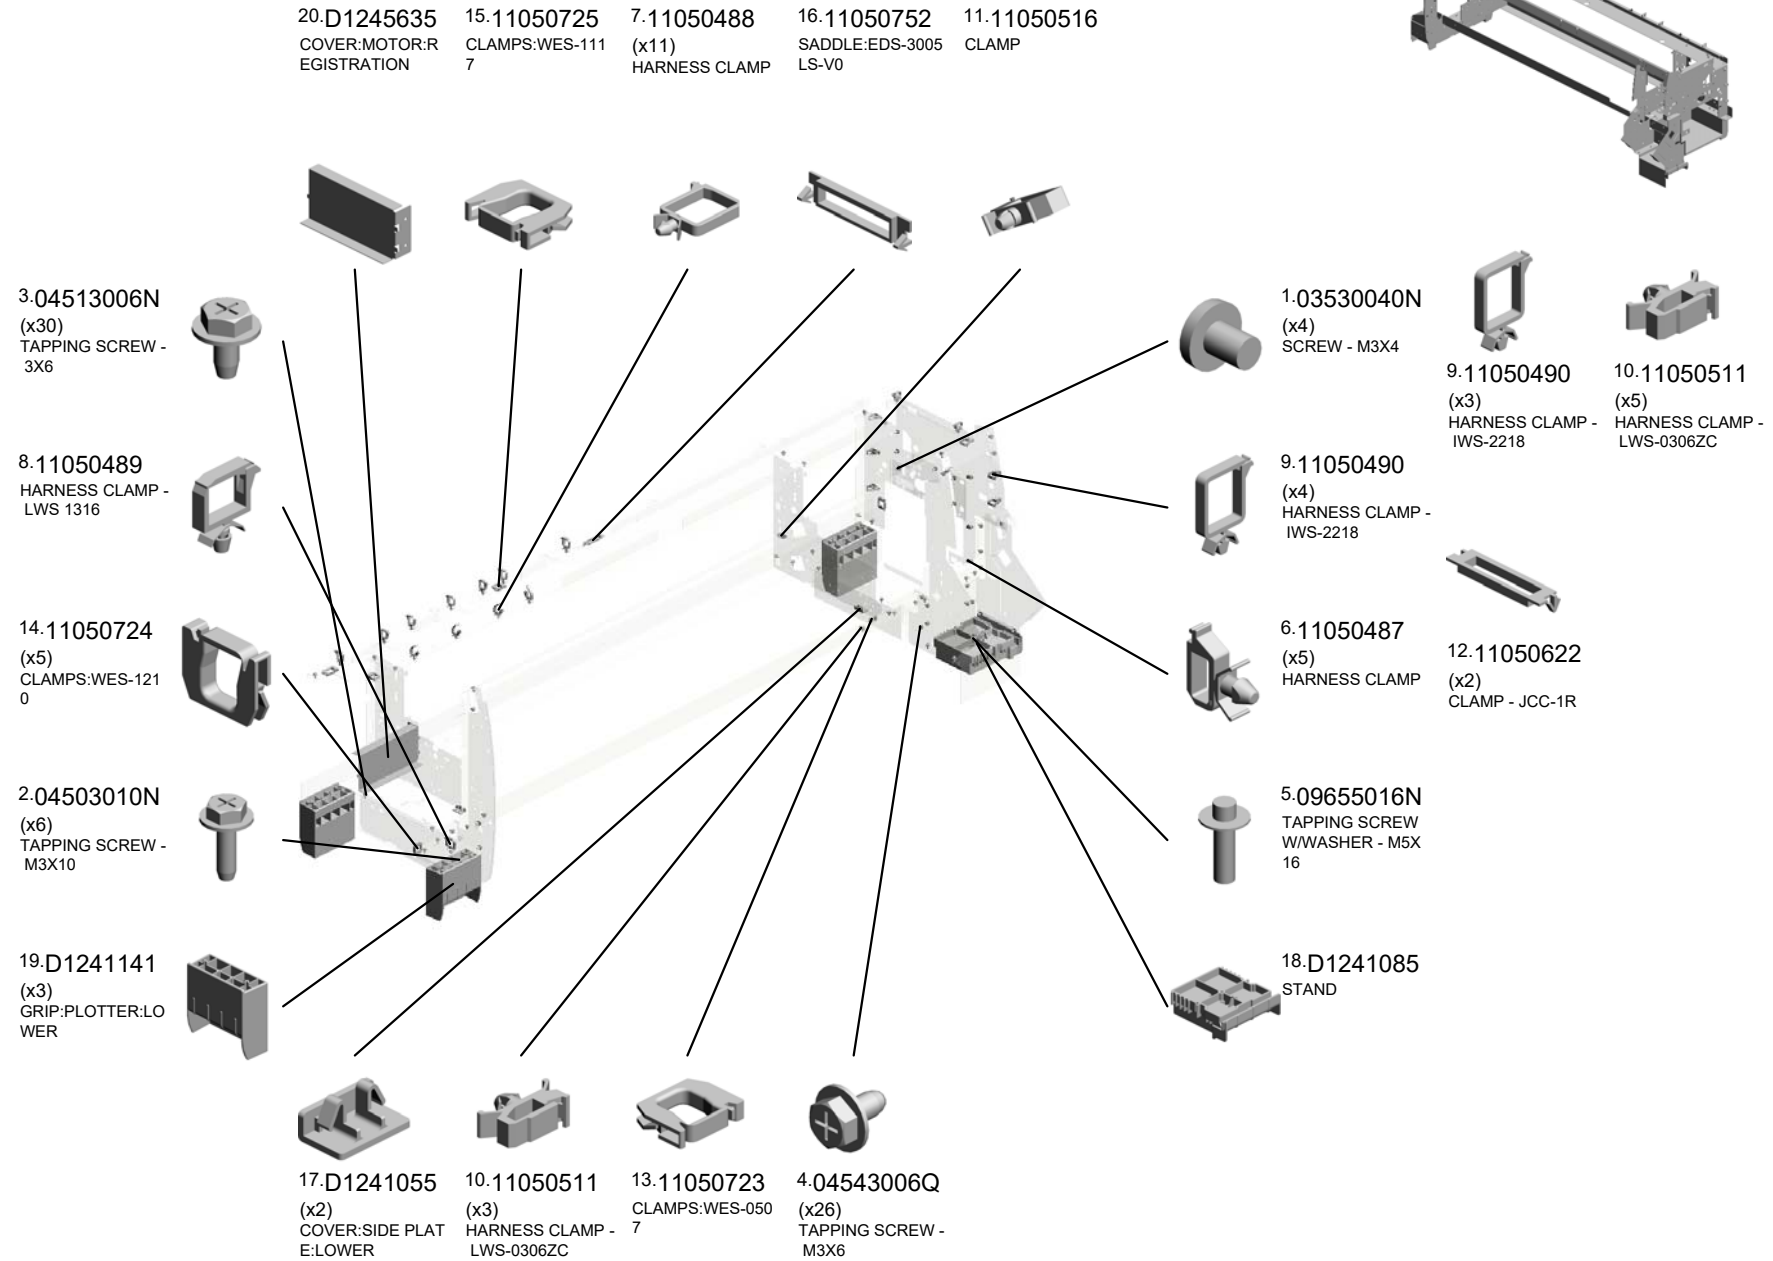 20.D1245635
COVER:MOTOR:R
EGISTRATION
15.11050725
CLAMPS:WES-111
7
7.11050488
(x11)
HARNESS CLAMP
16.11050752
SADDLE:EDS-3005
LS-V0
11.11050516
CLAMP
3.04513006N
(x30)
TAPPING SCREW -
3X6
8.11050489
HARNESS CLAMP -
LWS 1316
14.11050724
(x5)
CLAMPS:WES-121
0
2.04503010N
(x6)
TAPPING SCREW -
M3X10
19.D1241141
(x3)
GRIP:PLOTTER:LO
WER
1.03530040N
(x4)
SCREW - M3X4
9.11050490
(x4)
HARNESS CLAMP -
IWS-2218
6.11050487
(x5)
HARNESS CLAMP
5.09655016N
TAPPING SCREW
W/WASHER - M5X
16
18.D1241085
STAND
9.11050490
(x3)
HARNESS CLAMP -
IWS-2218
10.11050511
(x5)
HARNESS CLAMP -
LWS-0306ZC
12.11050622
(x2)
CLAMP - JCC-1R
17.D1241055
(x2)
COVER:SIDE PLAT
E:LOWER
10.11050511
(x3)
HARNESS CLAMP -
LWS-0306ZC
13.11050723
CLAMPS:WES-050
7
4.04543006Q
(x26)
TAPPING SCREW -
M3X6